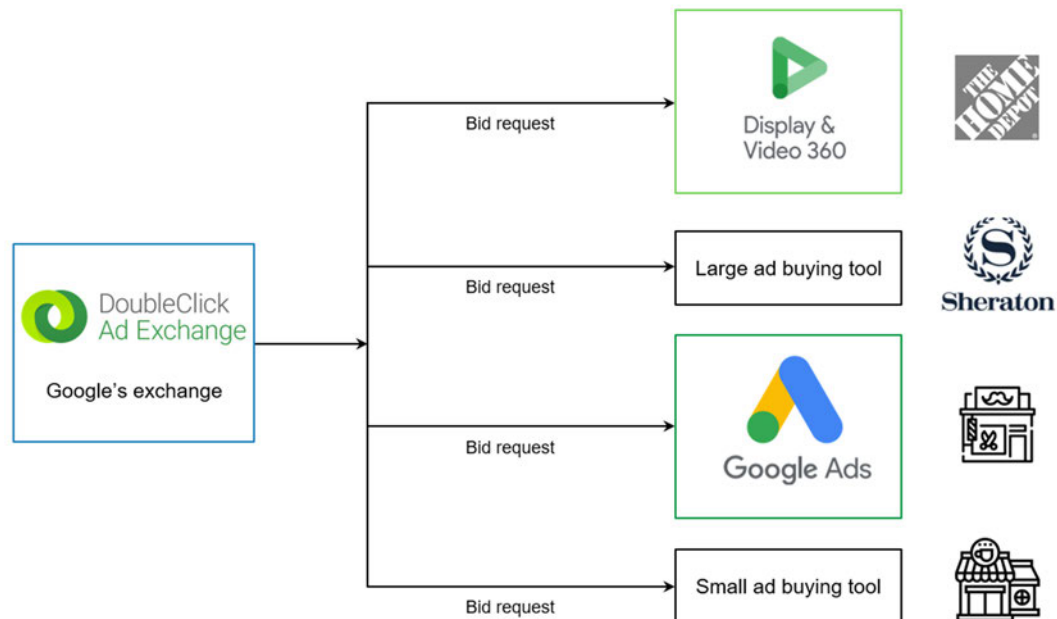 Display &
Video 360
THE
HOME
DEPOT
Bid request
Large ad buying tool
S
Sheraton
Bid request
DoubleClick
Ad Exchange
Google's exchange
Google Ads
Bid request
Small ad buying tool
Bid request